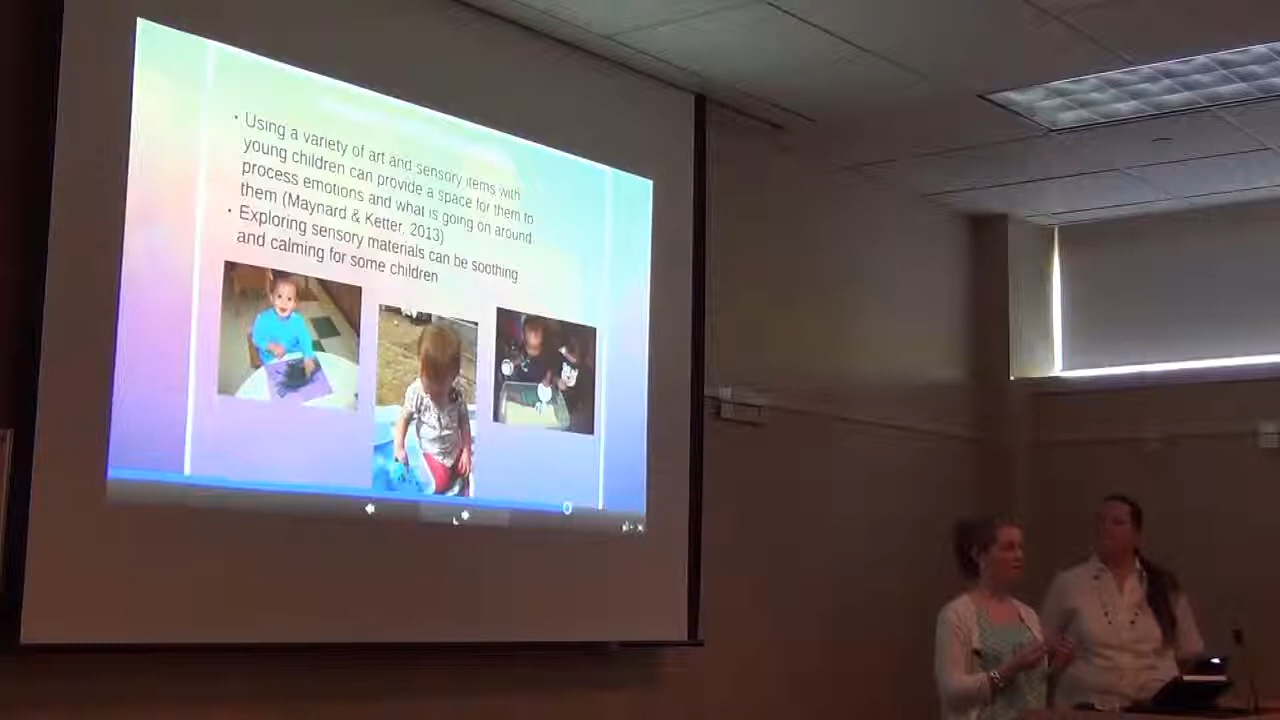 • Using a variety of art and sensory items with
young children can provide a space for them to
process emotions and what is going on around
them (Maynard & Ketter, 2013)
• Exploring sensory materials can be soothing
and calming for some children